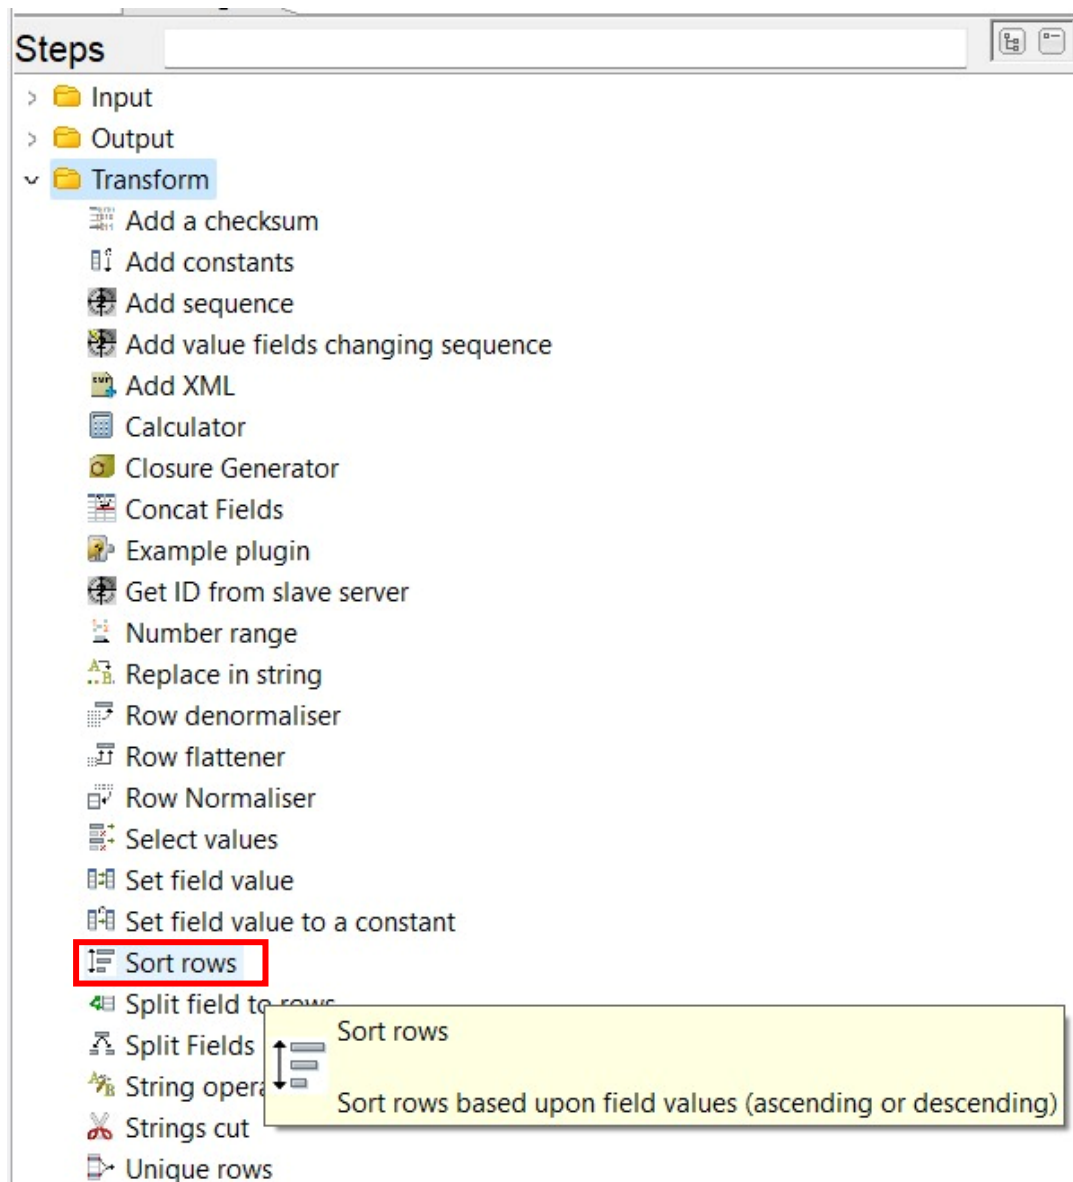 Steps
Input
Output
Transform
Add a checksum
Add constants
Add sequence
Add value fields changing sequence
Add XML
Calculator
Closure Generator
Concat Fields
Example plugin
Get ID from slave server
Number range
Replace in string
Row denormaliser
Row flattener
Row Normaliser
Select values
Set field value
Set field value to a constant
Sort rows
Split field to rows
Sort rows
Split Fields
String opera
Sort rows based upon field values (ascending or descending)
Strings cut
Unique rows